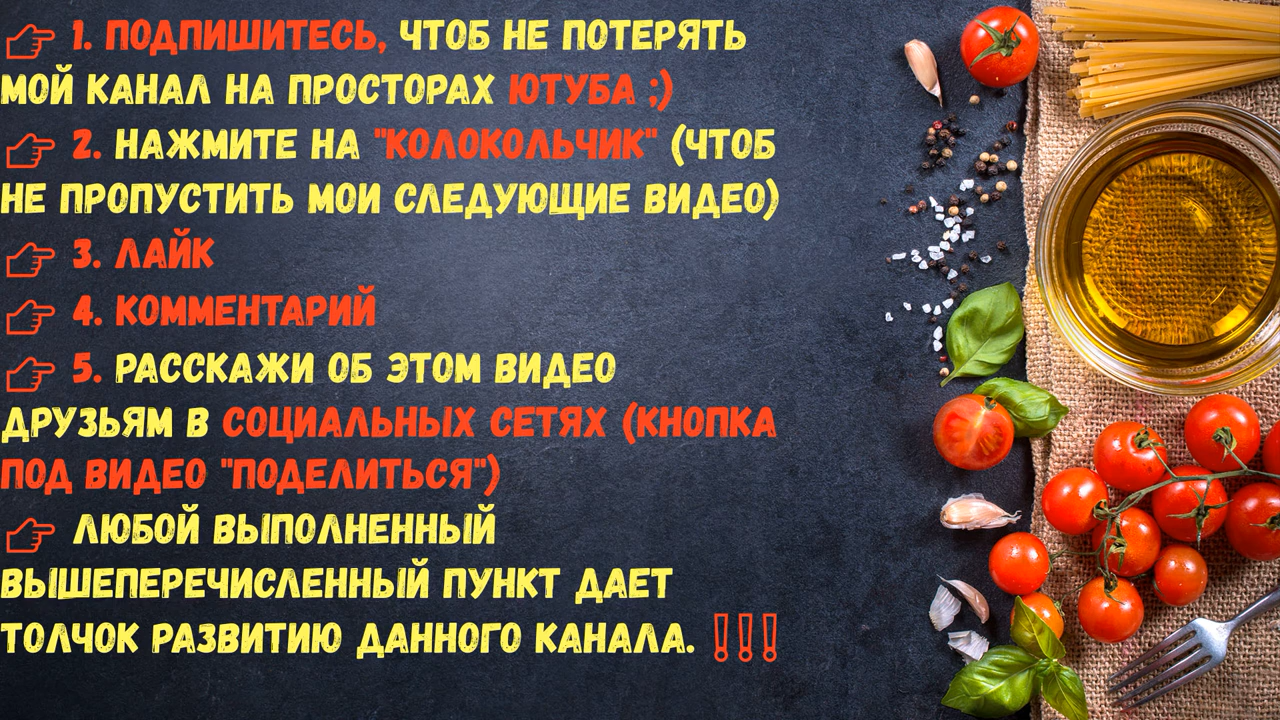 👉 1. ПОДПИШИТЕСЬ, ЧТОБ НЕ ПОТЕРЯТЬ
МОЙ КАНАЛ НА ПРОСТОРАХ ЮТУБА ;)
👉 2. НАЖМИТЕ НА "КОЛОКОЛЬЧИК" (ЧТОБ
НЕ ПРОПУСТИТЬ МОИ СЛЕДУЮЩИЕ ВИДЕО)
👉 3. ЛАЙК
👉 4. КОММЕНТАРИЙ
👉 5. РАССКАЖИ ОБ ЭТОМ ВИДЕО
ДРУЗЬЯМ В СОЦИАЛЬНЫХ СЕТЯХ (КНОПКА
ПОД ВИДЕО "ПОДЕЛИТЬСЯ")
👉 ЛЮБОЙ ВЫПОЛНЕННЫЙ
ВЫШЕПЕРЕЧИСЛЕННЫЙ ПУНКТ ДАЕТ
ТОЛЧОК РАЗВИТИЮ ДАННОГО КАНАЛА. !!!